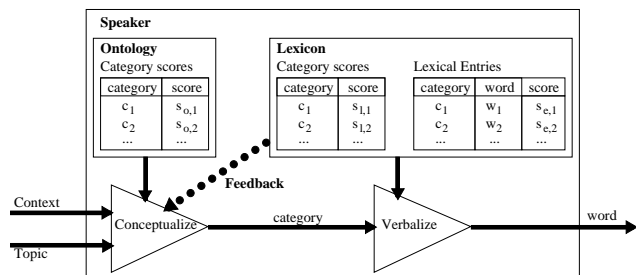 Speaker
Ontology
Category scores
category score
c1 so,1
c2 so,2
... ...
Lexicon
Category scores
category score
c1 sl,1
c2 sl,2
... ...
Lexical Entries
category word score
c1 w1 se,1
c2 w2 se,2
... ... ...
Feedback
Context
Topic
Conceptualize
category
Verbalize
word